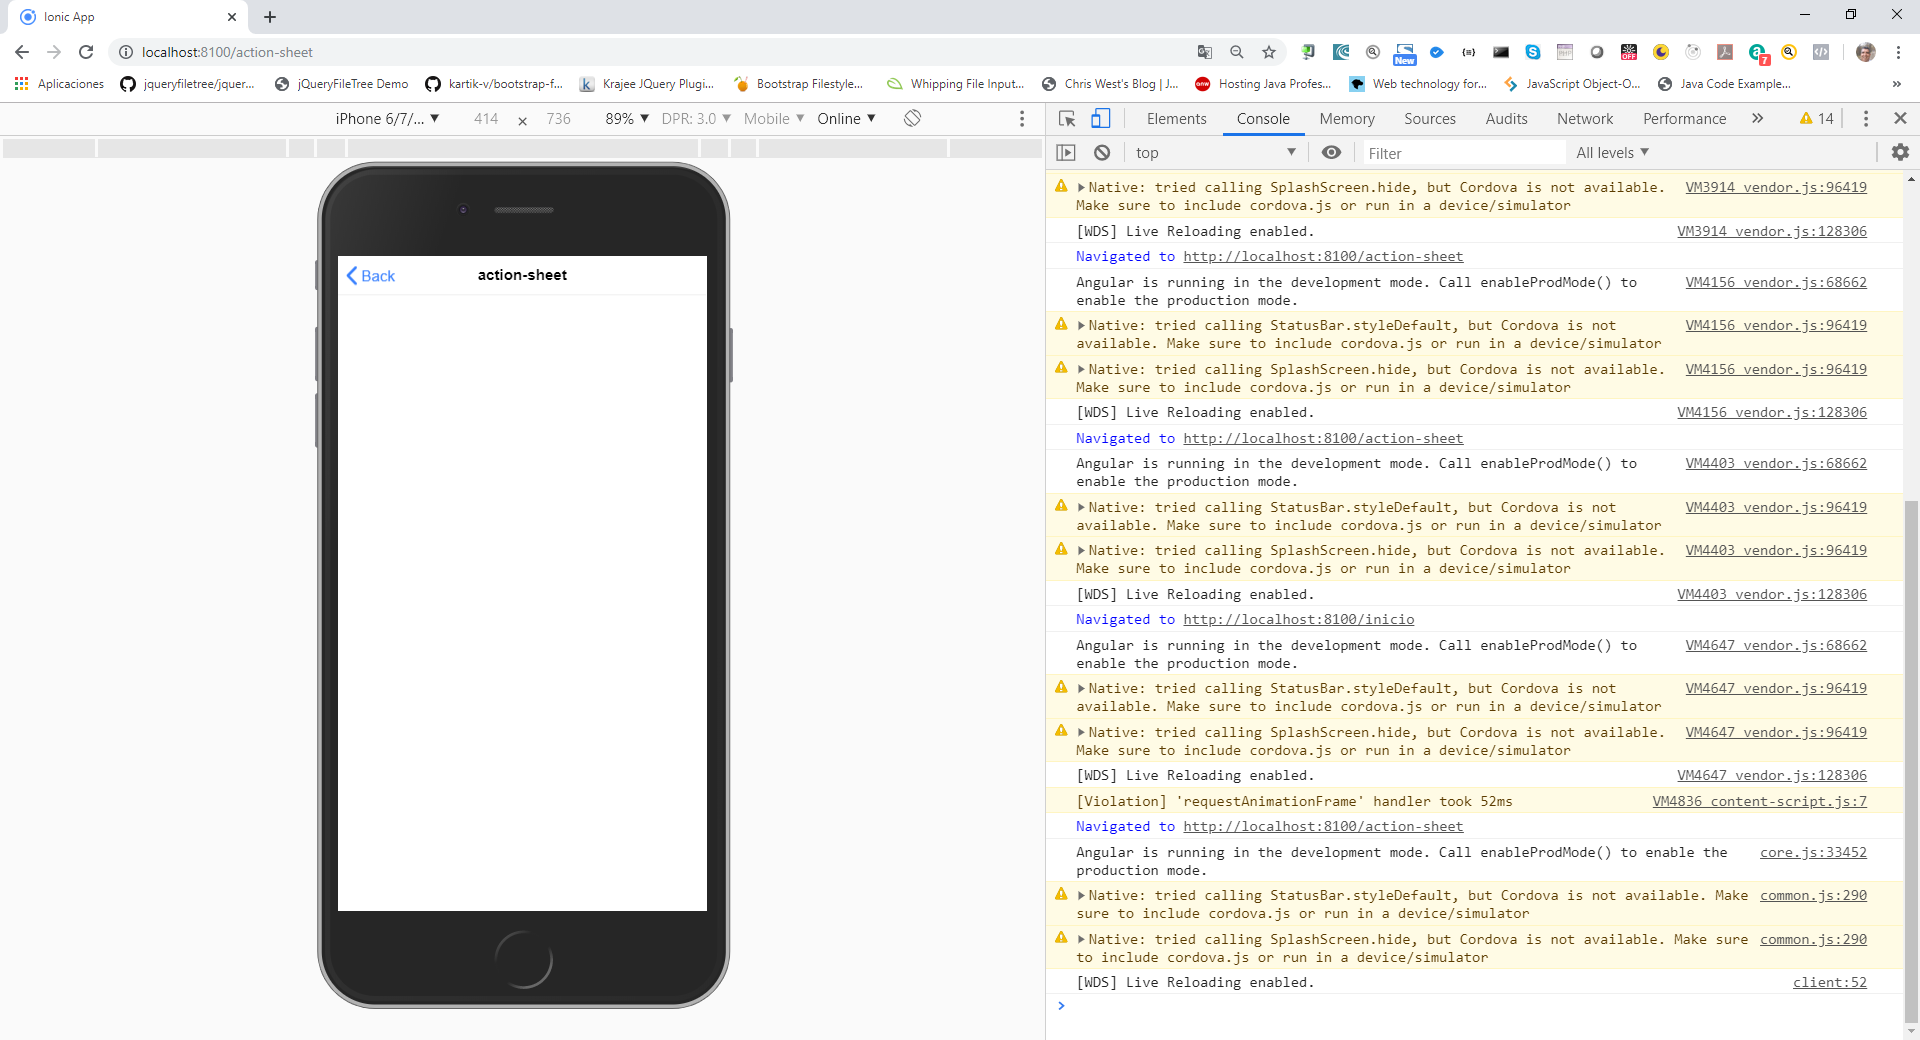 Ionic App
localhost:8100/action-sheet
New
OFF
7
Aplicaciones
jqueryfiletree/jquer...
jQueryFileTree Demo
kartik-v/bootstrap-f...
Krajee JQuery Plugi...
Bootstrap Filestyle...
Whipping File Input...
Chris West's Blog | J...
Hosting Java Profes...
Web technology for...
JavaScript Object-O...
Java Code Example...
iPhone 6/7/... ▼ 414 × 736 89% ▼ DPR: 3.0 ▼ Mobile ▼ Online ▼
Back
action-sheet
Elements Console Memory Sources Audits Network Performance » 14
top ▼ Filter All levels ▼
Native: tried calling SplashScreen.hide, but Cordova is not available. VM3914 vendor.js:96419
Make sure to include cordova.js or run in a device/simulator
[WDS] Live Reloading enabled. VM3914 vendor.js:128306
Navigated to http://localhost:8100/action-sheet
Angular is running in the development mode. Call enableProdMode() to VM4156 vendor.js:68662
enable the production mode.
Native: tried calling StatusBar.styleDefault, but Cordova is not VM4156 vendor.js:96419
available. Make sure to include cordova.js or run in a device/simulator
Native: tried calling SplashScreen.hide, but Cordova is not available. VM4156 vendor.js:96419
Make sure to include cordova.js or run in a device/simulator
[WDS] Live Reloading enabled. VM4156 vendor.js:128306
Navigated to http://localhost:8100/action-sheet
Angular is running in the development mode. Call enableProdMode() to VM4403 vendor.js:68662
enable the production mode.
Native: tried calling StatusBar.styleDefault, but Cordova is not VM4403 vendor.js:96419
available. Make sure to include cordova.js or run in a device/simulator
Native: tried calling SplashScreen.hide, but Cordova is not available. VM4403 vendor.js:96419
Make sure to include cordova.js or run in a device/simulator
[WDS] Live Reloading enabled. VM4403 vendor.js:128306
Navigated to http://localhost:8100/inicio
Angular is running in the development mode. Call enableProdMode() to VM4647 vendor.js:68662
enable the production mode.
Native: tried calling StatusBar.styleDefault, but Cordova is not VM4647 vendor.js:96419
available. Make sure to include cordova.js or run in a device/simulator
Native: tried calling SplashScreen.hide, but Cordova is not available. VM4647 vendor.js:96419
Make sure to include cordova.js or run in a device/simulator
[WDS] Live Reloading enabled. VM4647 vendor.js:128306
[Violation] 'requestAnimationFrame' handler took 52ms VM4836 content-script.js:7
Navigated to http://localhost:8100/action-sheet
Angular is running in the development mode. Call enableProdMode() to enable the core.js:33452
production mode.
Native: tried calling StatusBar.styleDefault, but Cordova is not available. Make common.js:290
sure to include cordova.js or run in a device/simulator
Native: tried calling SplashScreen.hide, but Cordova is not available. Make sure common.js:290
to include cordova.js or run in a device/simulator
[WDS] Live Reloading enabled. client:52